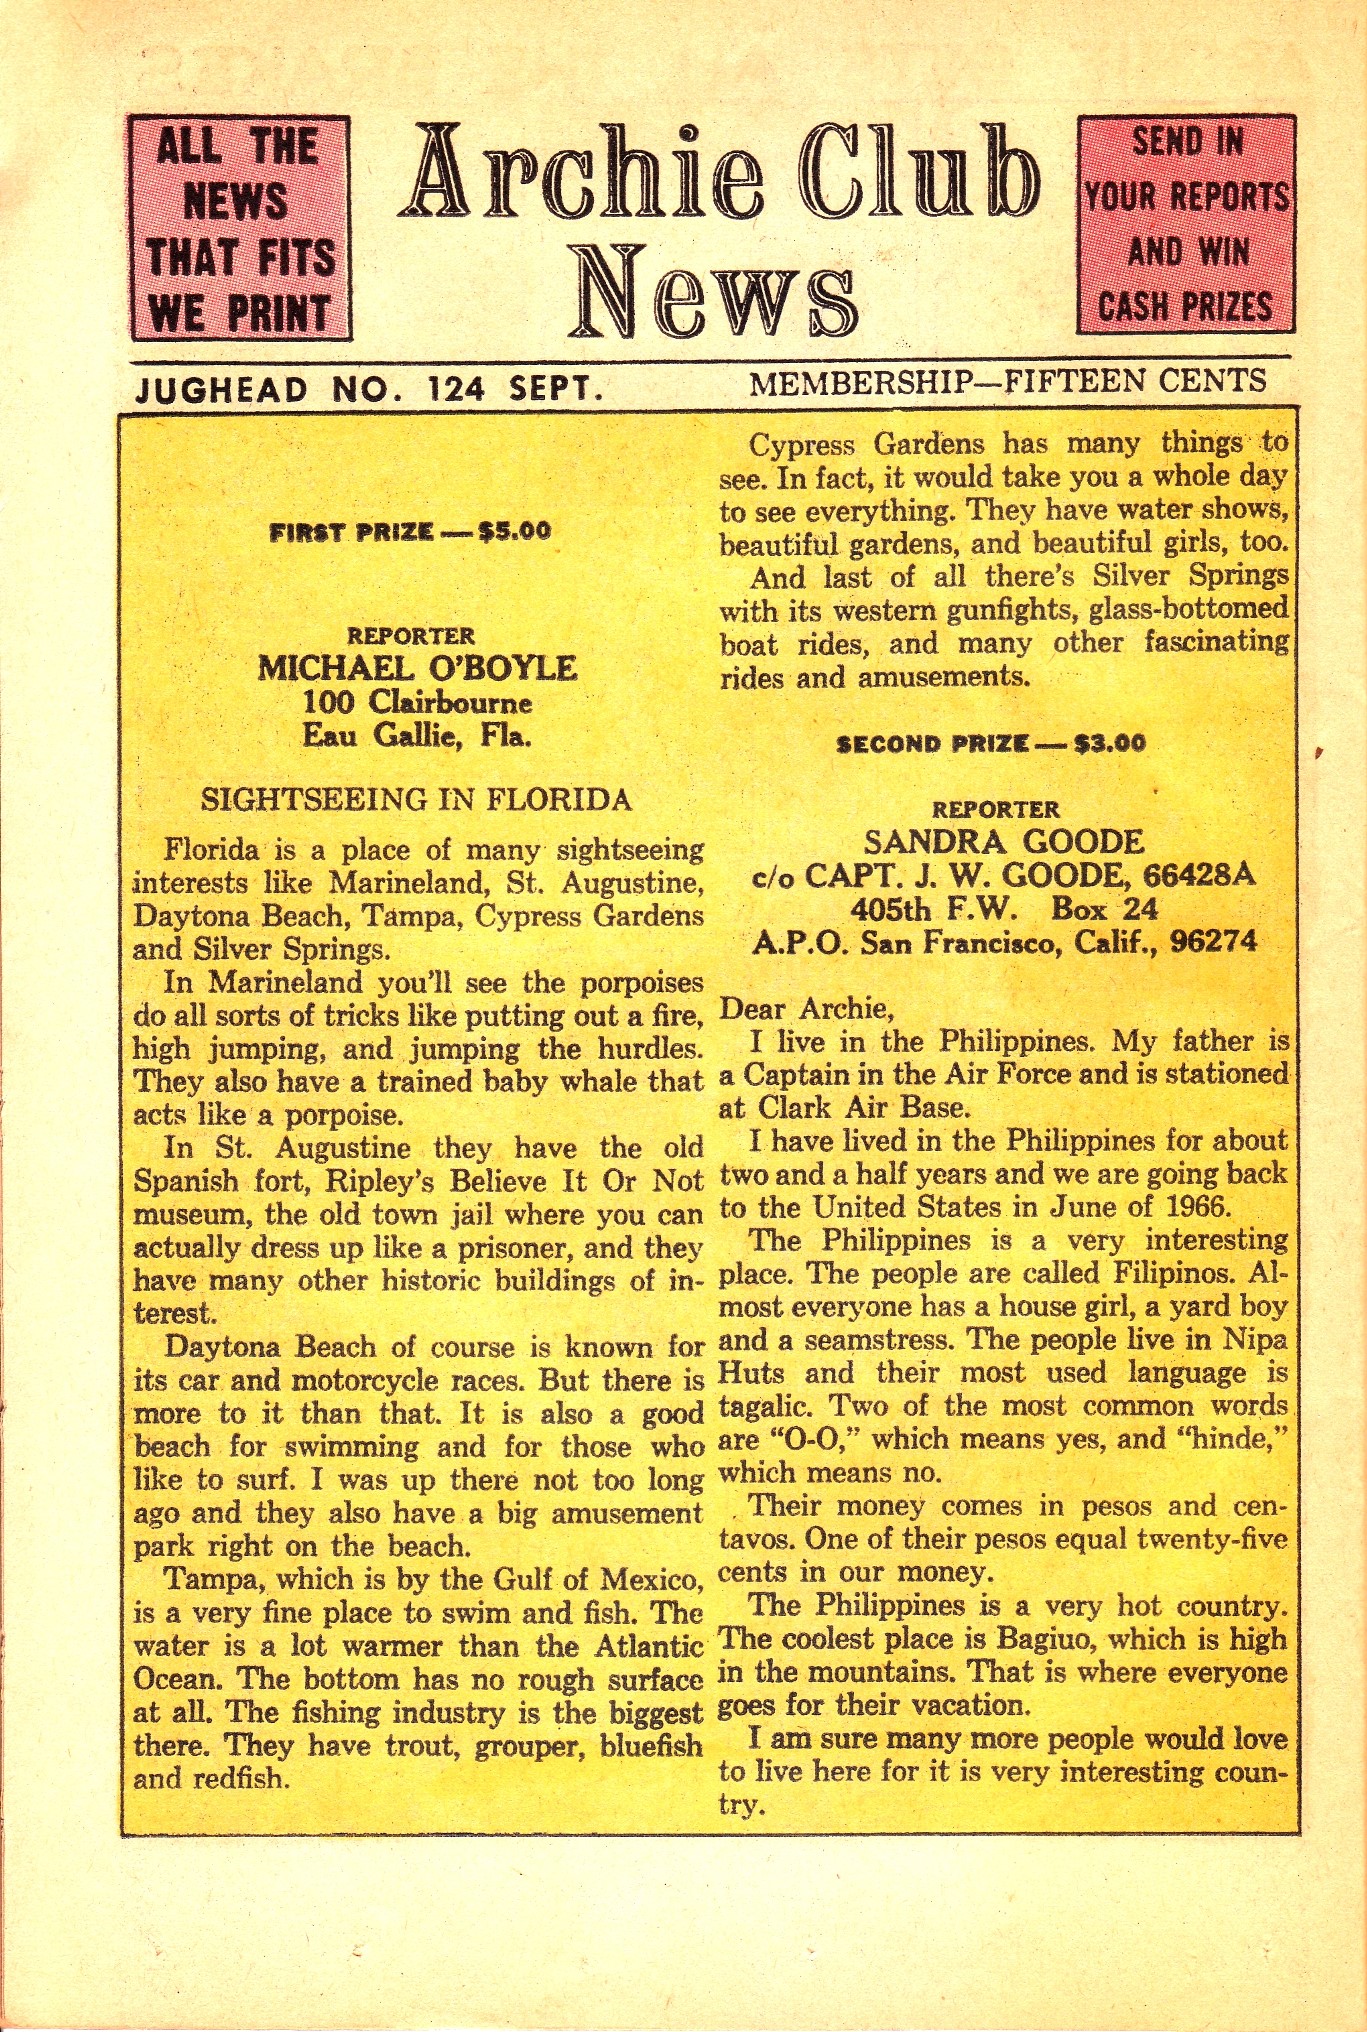 ALL THE
NEWS
THAT FITS
WE PRINT
Archie Club
News
SEND IN
YOUR REPORTS
AND WIN
CASH PRIZES
JUGHEAD NO. 124 SEPT.
MEMBERSHIP—FIFTEEN CENTS
FIRST PRIZE — $5.00
REPORTER
MICHAEL O'BOYLE
100 Clairbourne
Eau Gallie, Fla.
SIGHTSEEING IN FLORIDA
Florida is a place of many sightseeing
interests like Marineland, St. Augustine,
Daytona Beach, Tampa, Cypress Gardens
and Silver Springs.
In Marineland you'll see the porpoises
do all sorts of tricks like putting out a fire,
high jumping, and jumping the hurdles.
They also have a trained baby whale that
acts like a porpoise.
In St. Augustine they have the old
Spanish fort, Ripley's Believe It Or Not
museum, the old town jail where you can
actually dress up like a prisoner, and they
have many other historic buildings of in-
terest.
Daytona Beach of course is known for
its car and motorcycle races. But there is
more to it than that. It is also a good
beach for swimming and for those who
like to surf. I was up there not too long
ago and they also have a big amusement
park right on the beach.
Tampa, which is by the Gulf of Mexico,
is a very fine place to swim and fish. The
water is a lot warmer than the Atlantic
Ocean. The bottom has no rough surface
at all. The fishing industry is the biggest
there. They have trout, grouper, bluefish
and redfish.
Cypress Gardens has many things to
see. In fact, it would take you a whole day
to see everything. They have water shows,
beautiful gardens, and beautiful girls, too.
And last of all there's Silver Springs
with its western gunfights, glass-bottomed
boat rides, and many other fascinating
rides and amusements.
SECOND PRIZE — $3.00
REPORTER
SANDRA GOODE
c/o CAPT. J. W. GOODE, 66428A
405th F.W. Box 24
A.P.O. San Francisco, Calif., 96274
Dear Archie,
I live in the Philippines. My father is
a Captain in the Air Force and is stationed
at Clark Air Base.
I have lived in the Philippines for about
two and a half years and we are going back
to the United States in June of 1966.
The Philippines is a very interesting
place. The people are called Filipinos. Al-
most everyone has a house girl, a yard boy
and a seamstress. The people live in Nipa
Huts and their most used language is
tagalic. Two of the most common words
are "O-O," which means yes, and "hinde,"
which means no.
Their money comes in pesos and cen-
tavos. One of their pesos equal twenty-five
cents in our money.
The Philippines is a very hot country.
The coolest place is Bagiuo, which is high
in the mountains. That is where everyone
goes for their vacation.
I am sure many more people would love
to live here for it is very interesting coun-
try.